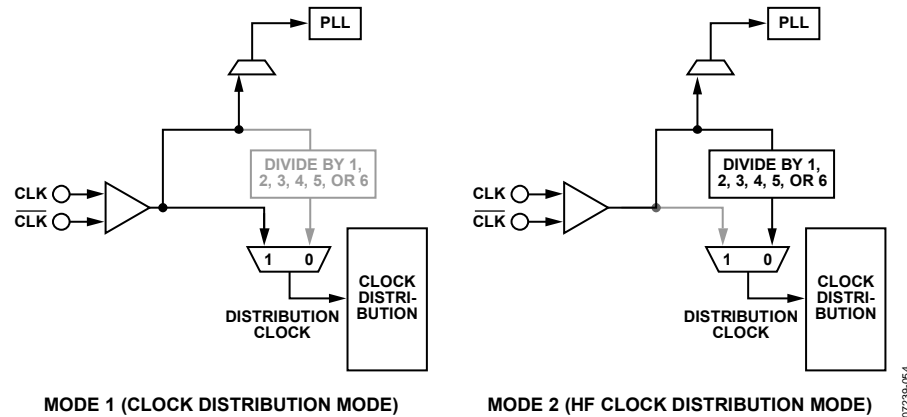 PLL
DIVIDE BY 1,
2, 3, 4, 5, OR 6
CLK
CLK
1 0
CLOCK
DISTRI-
BUTION
DISTRIBUTION
CLOCK
MODE 1 (CLOCK DISTRIBUTION MODE)
PLL
DIVIDE BY 1,
2, 3, 4, 5, OR 6
CLK
CLK
1 0
CLOCK
DISTRI-
BUTION
DISTRIBUTION
CLOCK
MODE 2 (HF CLOCK DISTRIBUTION MODE)
07239-054